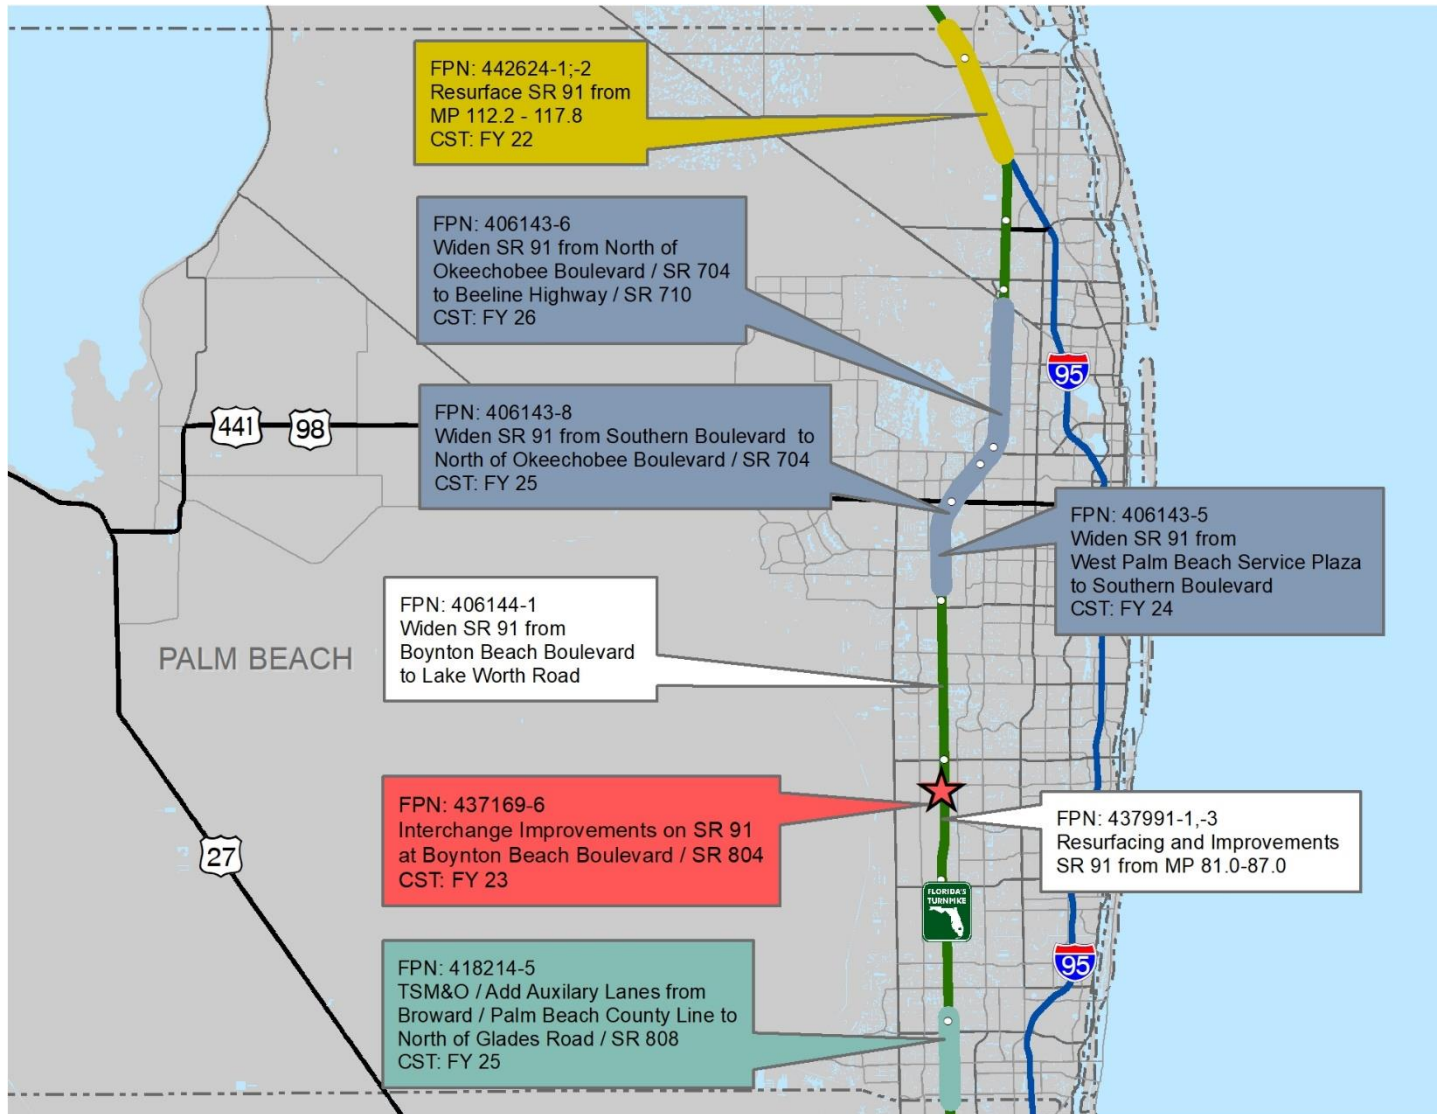 FPN: 442624-1;-2
Resurface SR 91 from
MP 112.2 - 117.8
CST: FY 22
FPN: 406143-6
Widen SR 91 from North of
Okeechobee Boulevard / SR 704
to Beeline Highway / SR 710
CST: FY 26
95
FPN: 406143-8
Widen SR 91 from Southern Boulevard to
North of Okeechobee Boulevard / SR 704
CST: FY 25
441
98
FPN: 406143-5
Widen SR 91 from
West Palm Beach Service Plaza
to Southern Boulevard
CST: FY 24
FPN: 406144-1
Widen SR 91 from
Boynton Beach Boulevard
to Lake Worth Road
PALM BEACH
FPN: 437169-6
Interchange Improvements on SR 91
at Boynton Beach Boulevard / SR 804
CST: FY 23
FPN: 437991-1,-3
Resurfacing and Improvements
SR 91 from MP 81.0-87.0
27
FLORIDA'S
TURNPIKE
FPN: 418214-5
TSM&O / Add Auxilary Lanes from
Broward / Palm Beach County Line to
North of Glades Road / SR 808
CST: FY 25
95